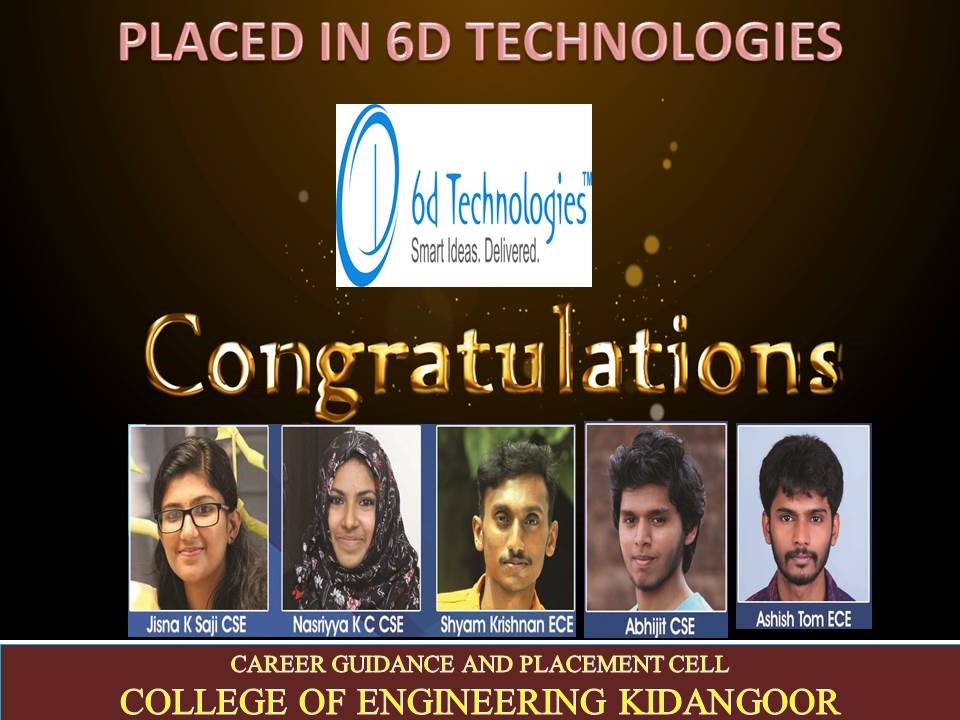 PLACED IN 6D TECHNOLOGIES
6d Technologies™
Smart Ideas. Delivered.
Congratulations
Jisna K Saji CSE
Nasriyya K C CSE
Shyam Krishnan ECE
Abhijit CSE
Ashish Tom ECE
CAREER GUIDANCE AND PLACEMENT CELL
COLLEGE OF ENGINEERING KIDANGOOR